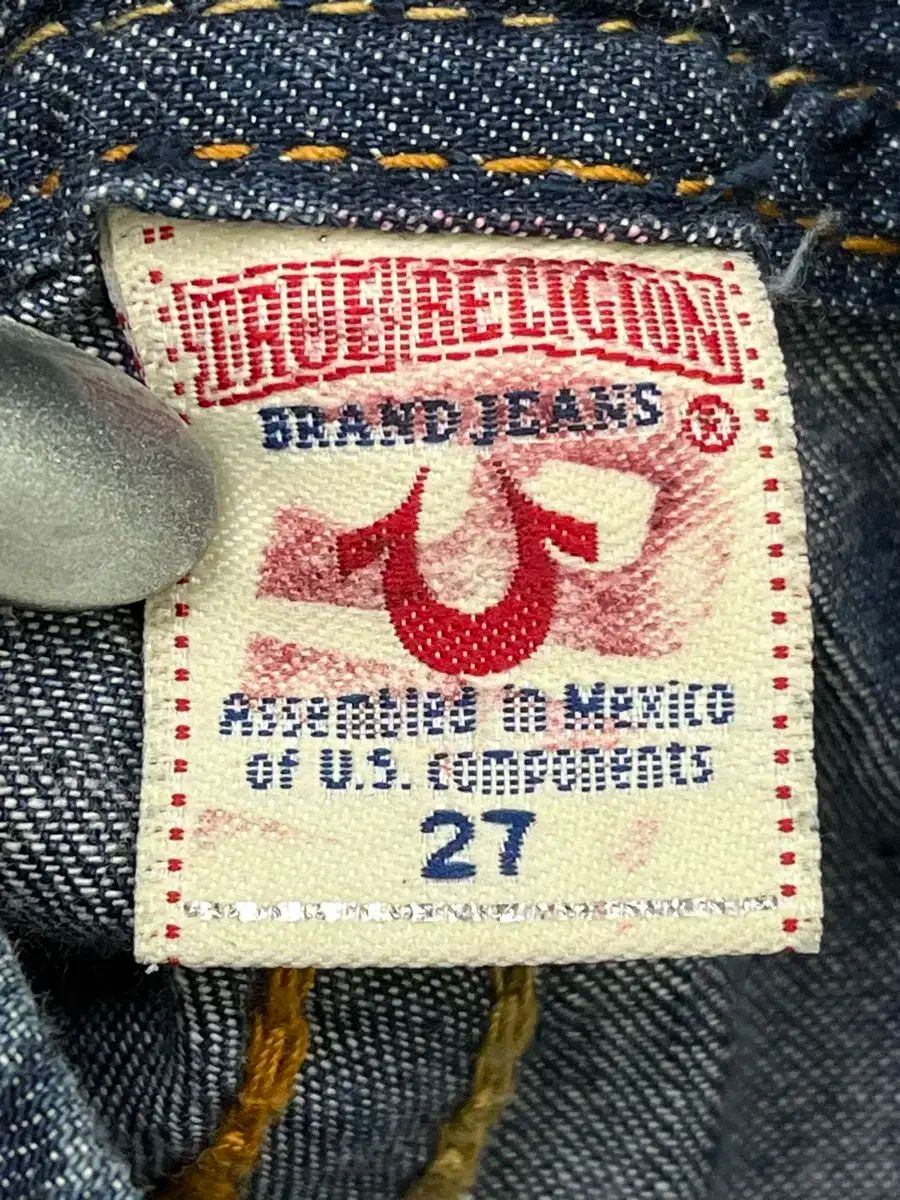 TRUE RELIGION
BRAND JEANS ®
Assembled in Mexico
of U.S. components
27